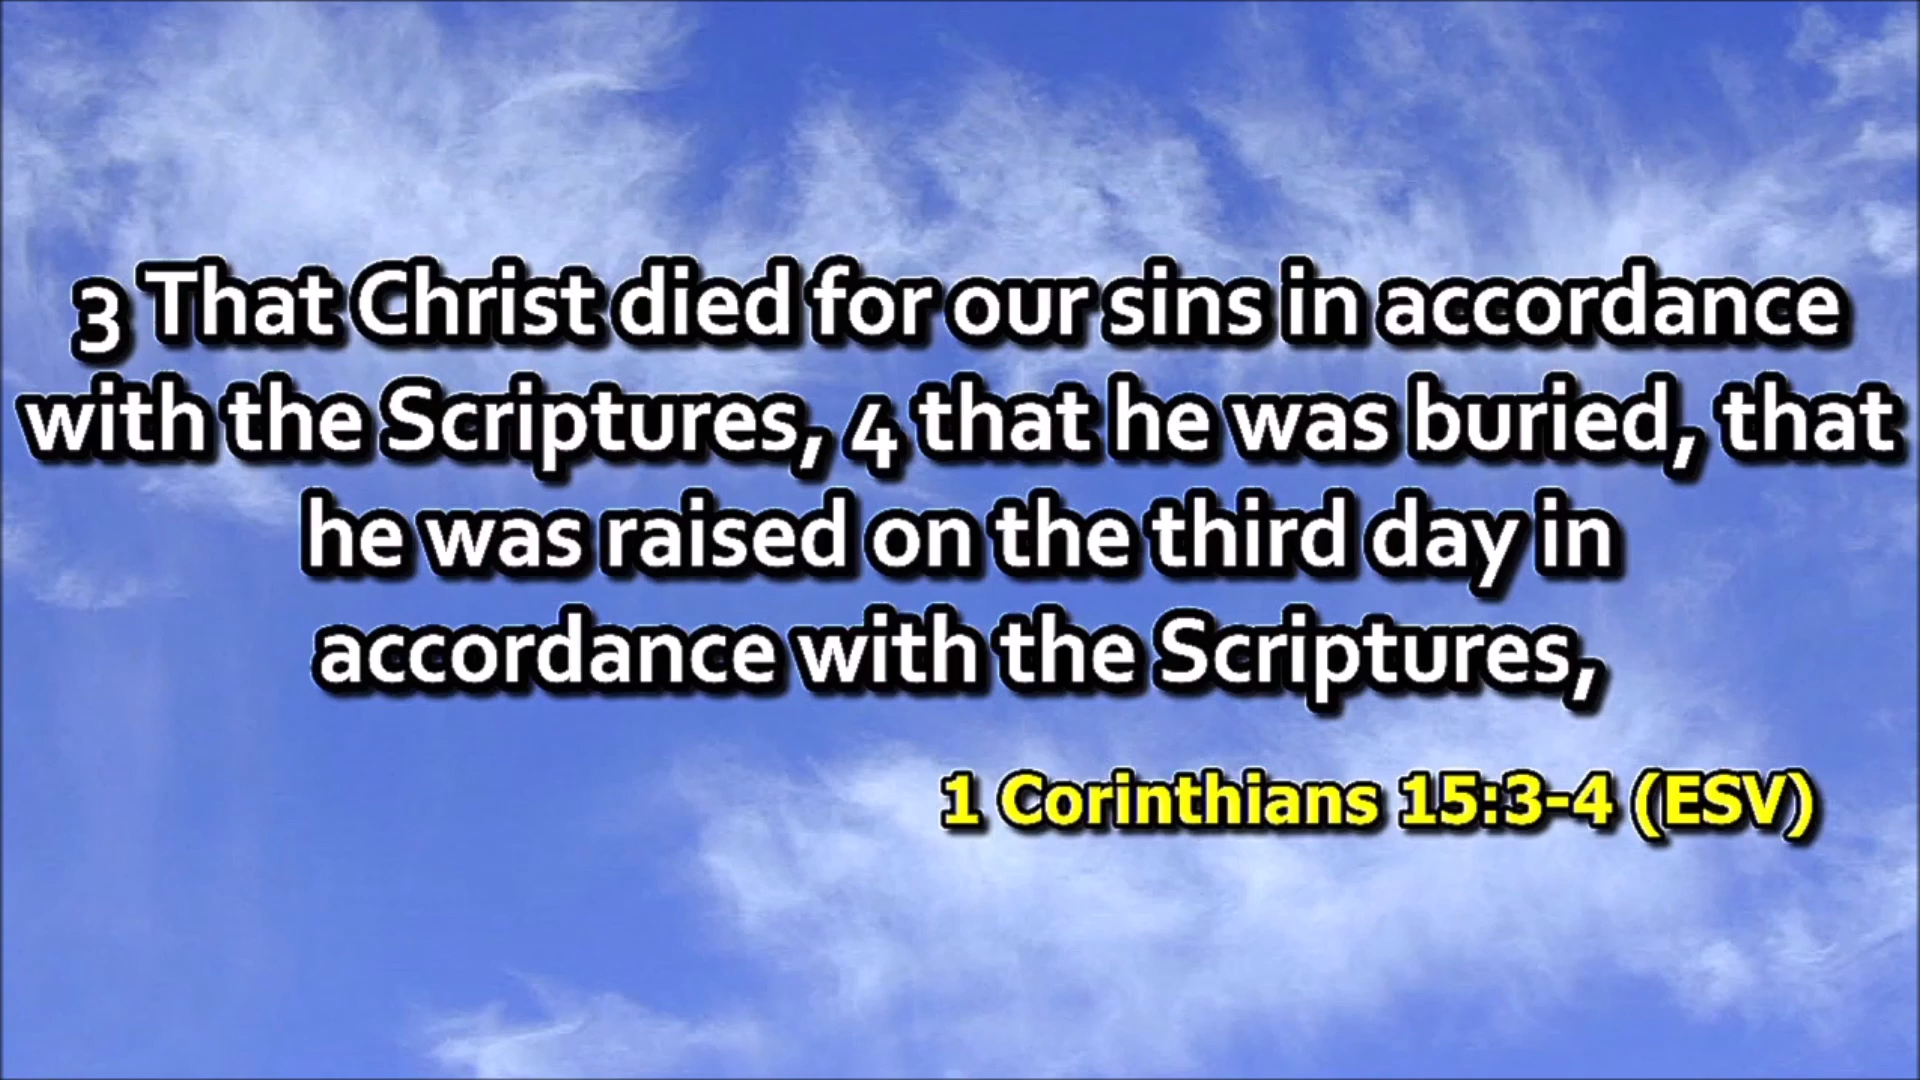 3 That Christ died for our sins in accordance
with the Scriptures, 4 that he was buried, that
he was raised on the third day in
accordance with the Scriptures,
1 Corinthians 15:3-4 (ESV)